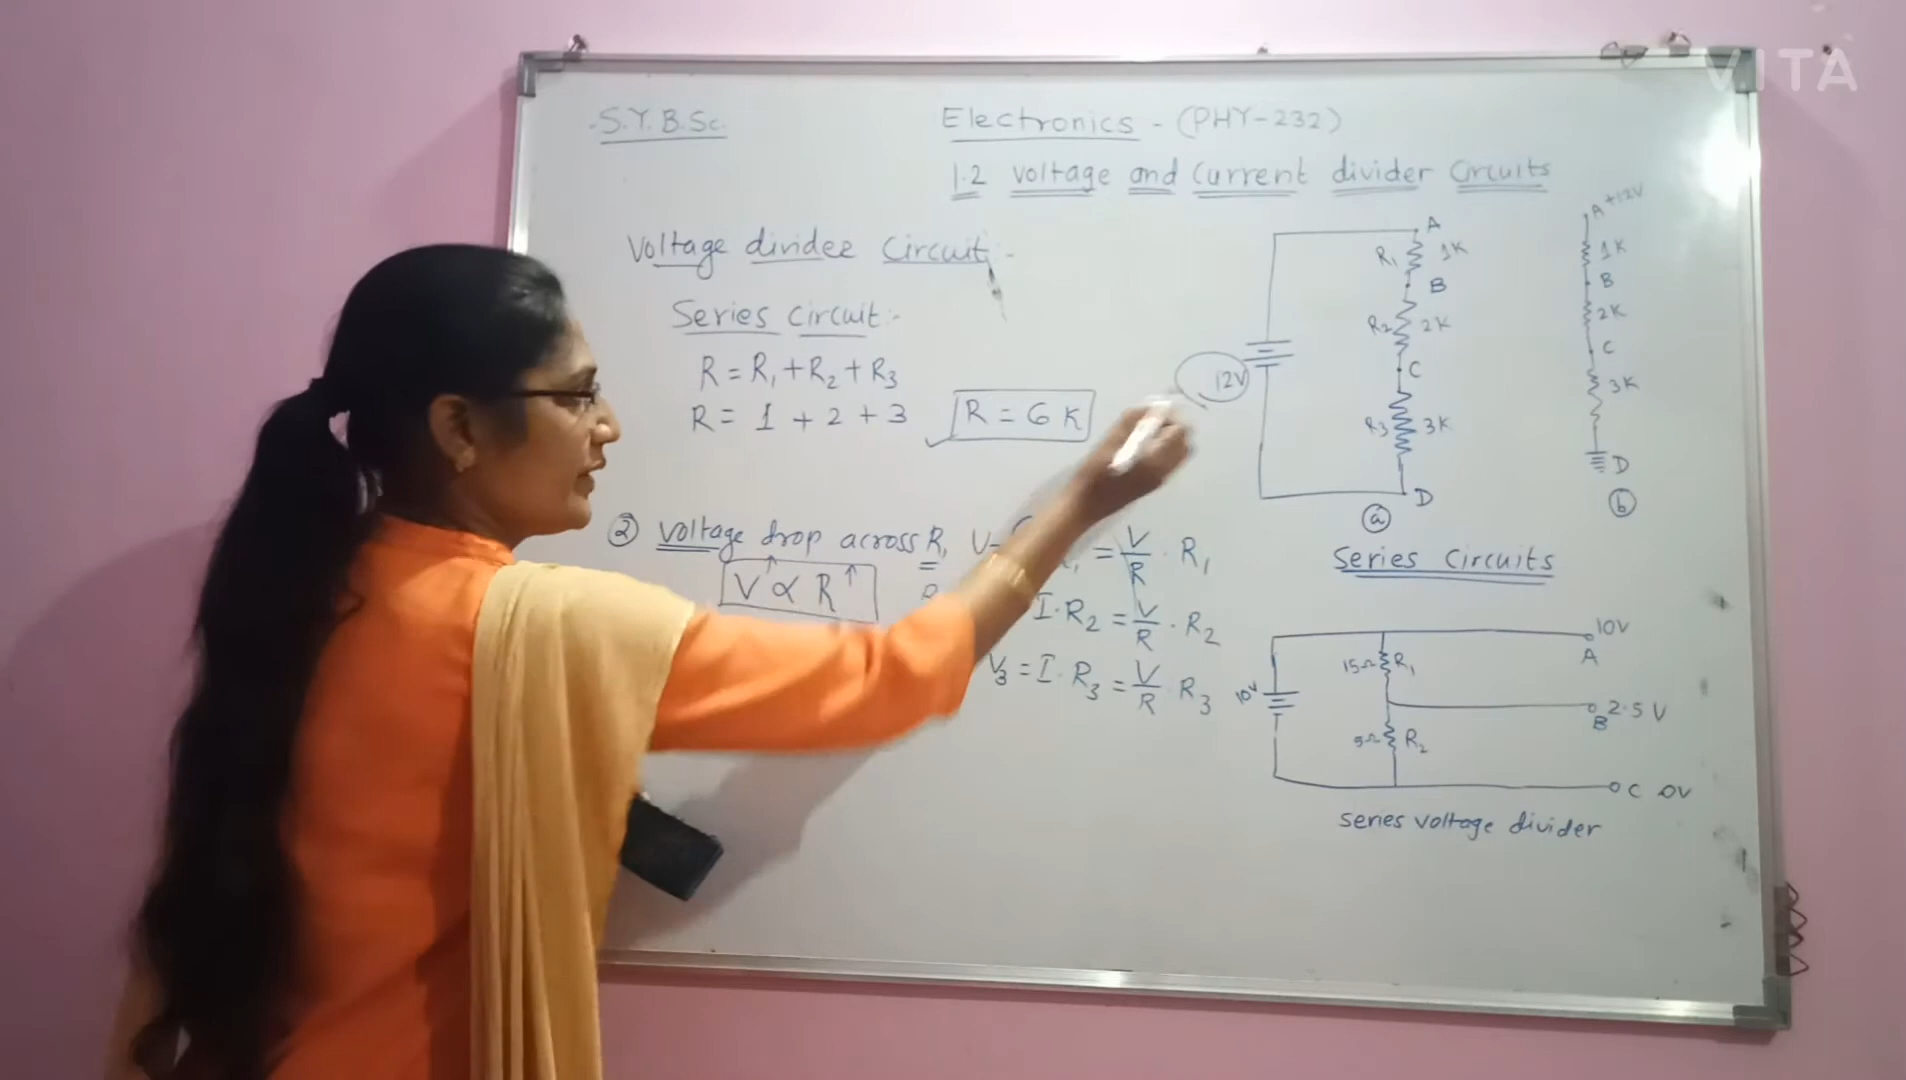 VITA
S.Y.B.Sc.
Electronics - (PHY-232)
1.2 Voltage and Current divider Circuits
Voltage divider Circuit :-
Series Circuit:-
R = R1 + R2 + R3
R = 1 + 2 + 3
R = 6 K
② Voltage drop across R1
= V/R . R1
V ∝ R
I . R2 = V/R . R2
V3 = I . R3 = V/R . R3
A
R1 1K
B
R2 2K
12V
C
R3 3K
D
ⓐ
A +12V
1K
B
2K
C
3K
D
ⓑ
Series Circuits
10V
A
15Ω R1
10V
B 2.5 V
5Ω R2
C 0V
Series voltage divider